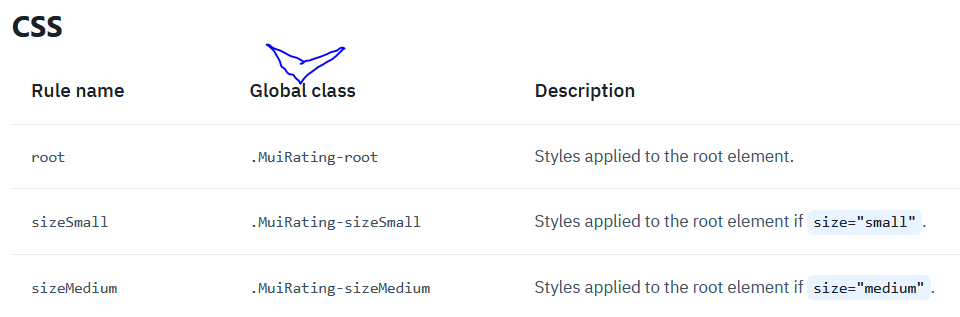 CSS
Rule name Global class Description
root .MuiRating-root Styles applied to the root element.
sizeSmall .MuiRating-sizeSmall Styles applied to the root element if size="small".
sizeMedium .MuiRating-sizeMedium Styles applied to the root element if size="medium".